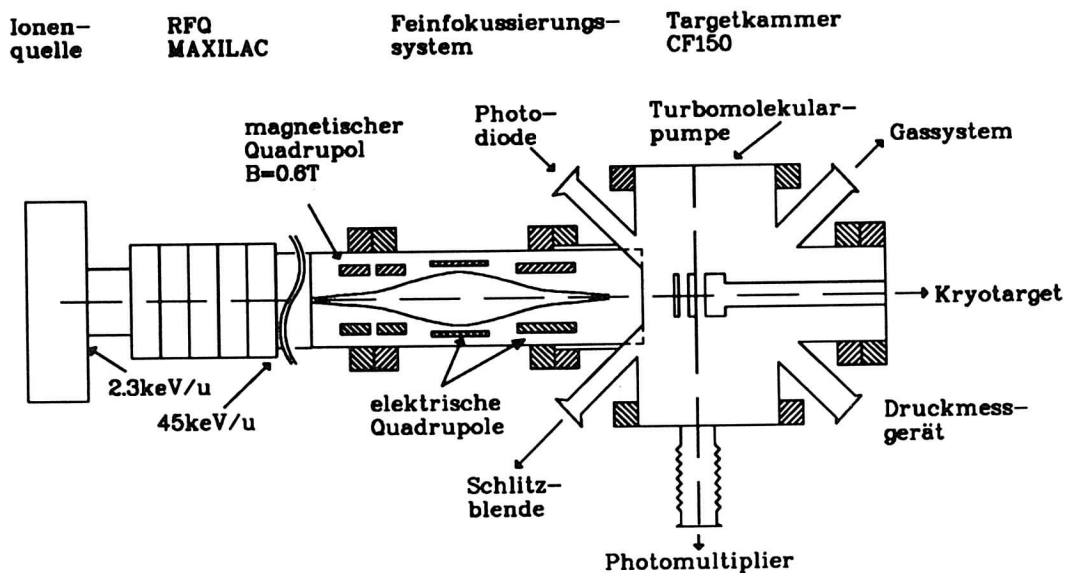 Ionen-
quelle
RFQ
MAXILAC
Feinfokussierungs-
system
Targetkammer
CF150
Photo-
diode
Turbomolekular-
pumpe
Gassystem
magnetischer
Quadrupol
B=0.6T
Kryotarget
2.3keV/u
45keV/u
elektrische
Quadrupole
Druckmess-
gerät
Schlitz-
blende
Photomultiplier